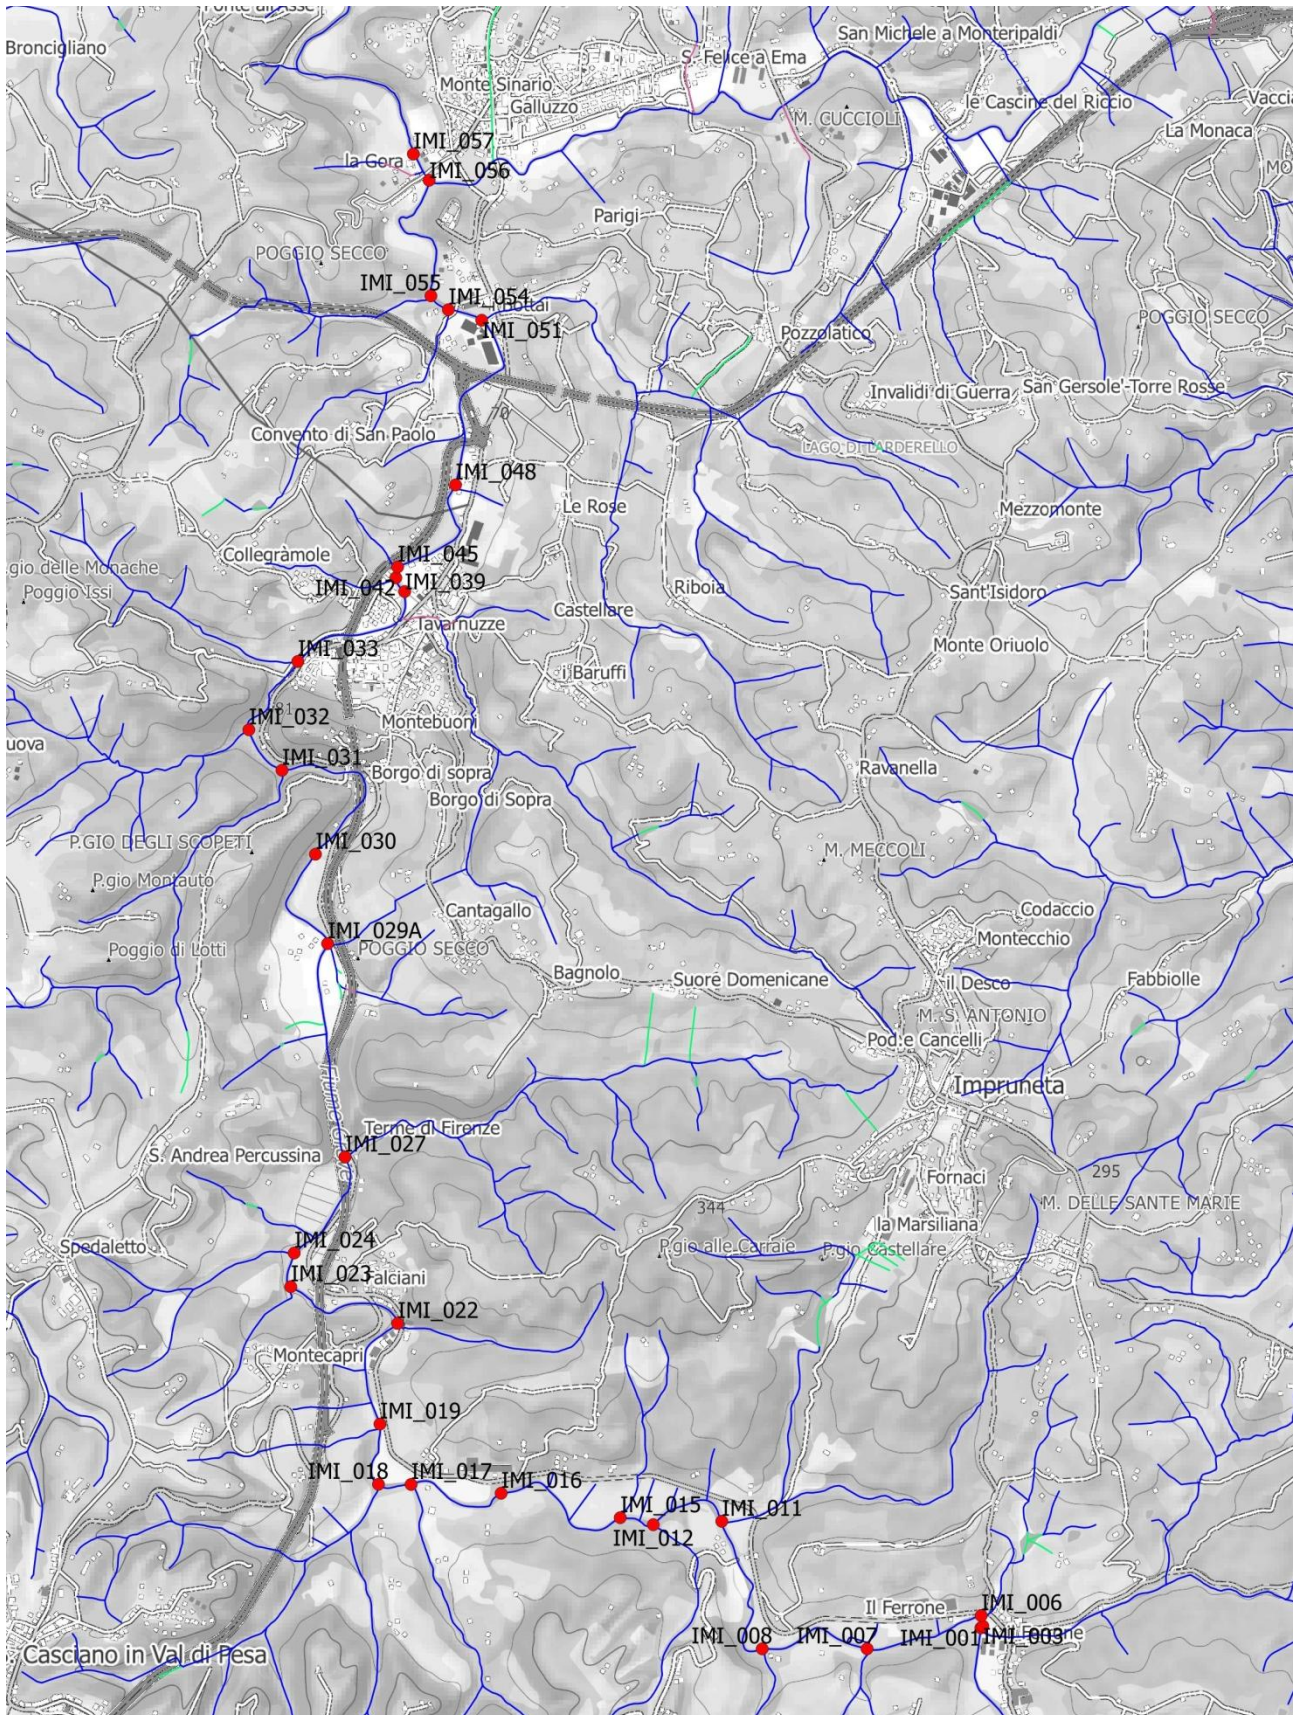 Broncigliano
San Michele a Monteripaldi
S. Felice a Ema
Monte Sinario
Galluzzo
le Cascine del Riccio
M. CUCCIOLI
La Monaca
IMI_057
la Gora
IMI_056
Parigi
POGGIO SECCO
IMI_055
IMI_054
IMI_051
POGGIO SECCO
Pozzolatico
San Gersole'-Torre Rosse
Invalidi di Guerra
70
Convento di San Paolo
LAGO DI LARDERELLO
IMI_048
Le Rose
Mezzomonte
Collegràmole
IMI_045
gio delle Monache
IMI_042
IMI_039
Riboia
Poggio Issi
Sant'Isidoro
Castellare
Tavarnuzze
IMI_033
Monte Oriuolo
i Baruffi
IMI_032
Montebuoni
uova
IMI_031
Borgo di sopra
Ravanella
Borgo di Sopra
P.GIO DEGLI SCOPETI
IMI_030
M. MECCOLI
P.gio Montauto
Cantagallo
Codaccio
IMI_029A
Montecchio
Poggio di Lotti
POGGIO SECCO
Bagnolo
Suore Domenicane
il Desco
Fabbiolle
M. S. ANTONIO
Pod.e Cancelli
Impruneta
Terme di Firenze
IMI_027
S. Andrea Percussina
295
Fornaci
M. DELLE SANTE MARIE
344
la Marsiliana
IMI_024
Spedaletto
P.gio alle Carraie
P.gio Castellare
IMI_023
Falciani
IMI_022
Montecapri
IMI_019
IMI_018
IMI_017
IMI_016
IMI_015
IMI_011
IMI_012
Il Ferrone
IMI_006
IMI_008
IMI_007
IMI_001
IMI_003
Casciano in Val di Pesa